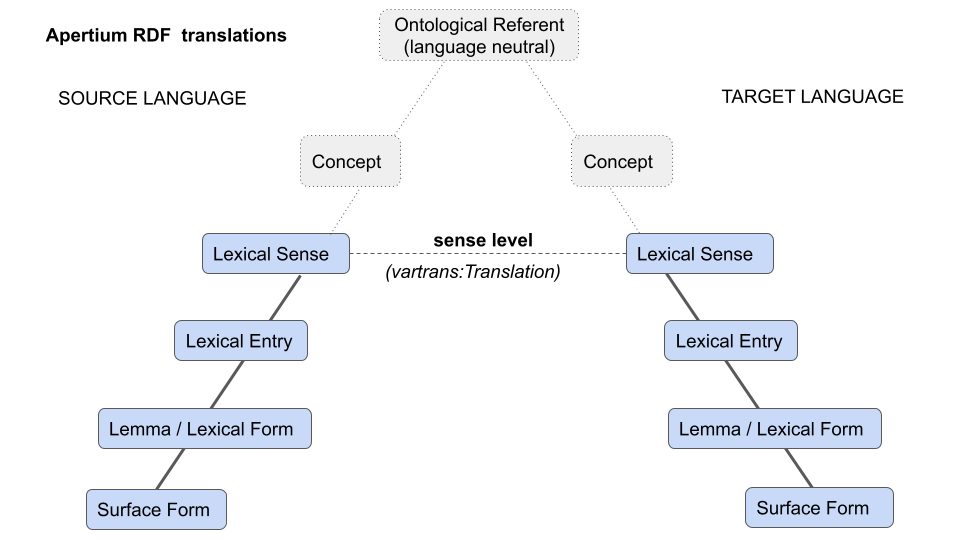 Apertium RDF translations
Ontological Referent
(language neutral)
SOURCE LANGUAGE
TARGET LANGUAGE
Concept
Concept
sense level
Lexical Sense
Lexical Sense
(vartrans:Translation)
Lexical Entry
Lexical Entry
Lemma / Lexical Form
Lemma / Lexical Form
Surface Form
Surface Form